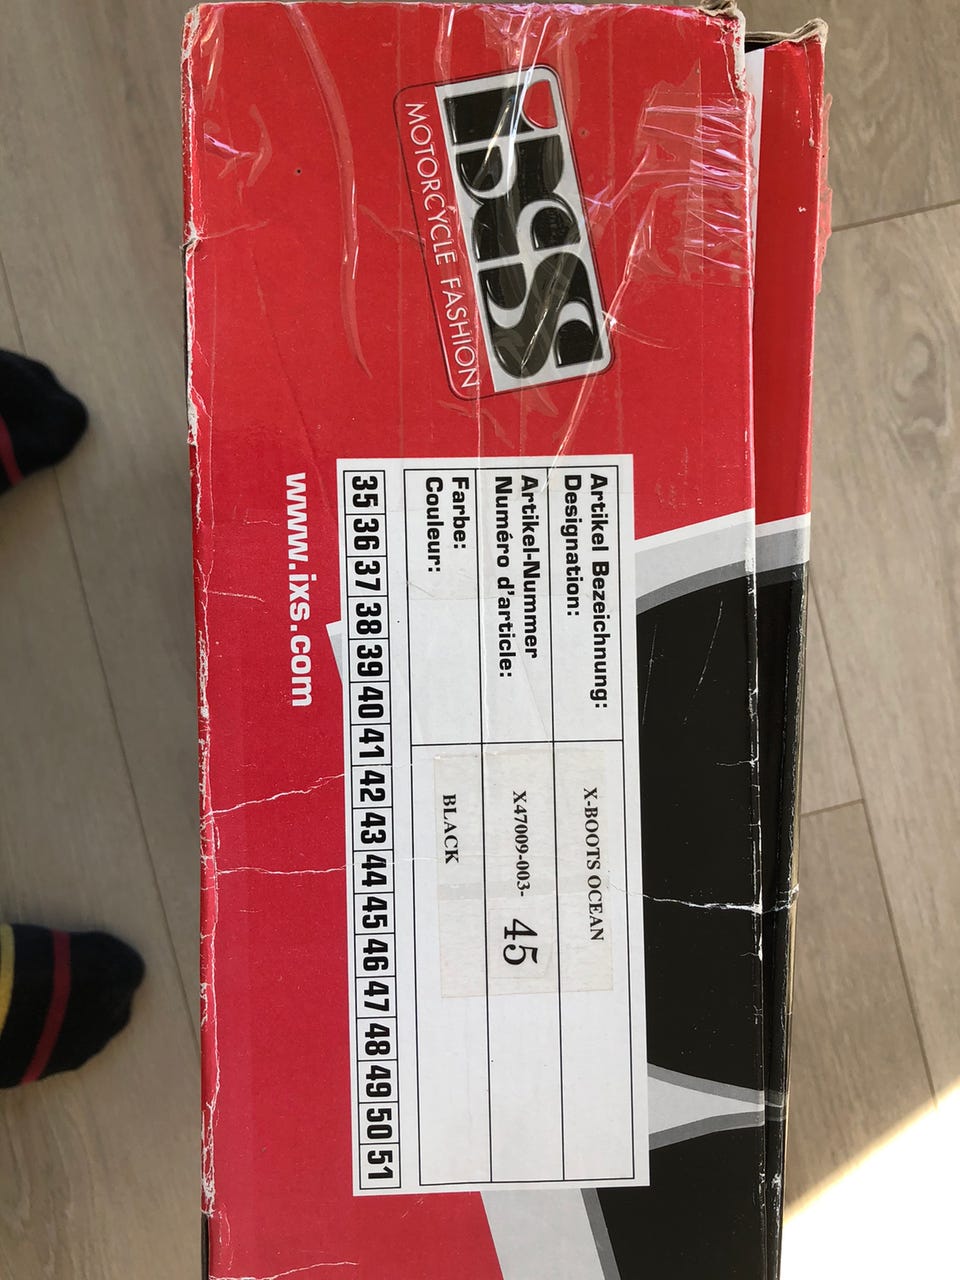 iXS
MOTORCYCLE FASHION
Artikel Bezeichnung:
Designation:
X-BOOTS OCEAN
Artikel-Nummer
Numéro d'article:
X47009-003- 45
Farbe:
Couleur:
BLACK
35 36 37 38 39 40 41 42 43 44 45 46 47 48 49 50 51
www.ixs.com